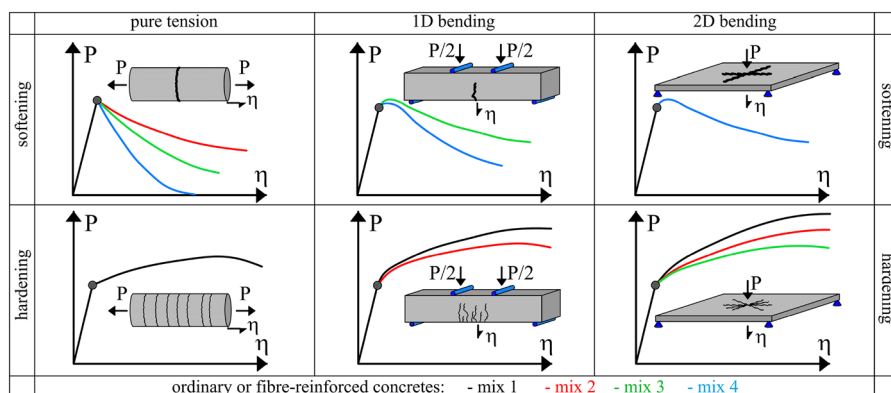 pure tension 1D bending 2D bending
softening
P
P P
η
η
P
P/2 P/2
η
η
P
P
η
η
softening
hardening
P
P P
η
η
P
P/2 P/2
η
η
P
P
η
η
hardening
ordinary or fibre-reinforced concretes: - mix 1 - mix 2 - mix 3 - mix 4